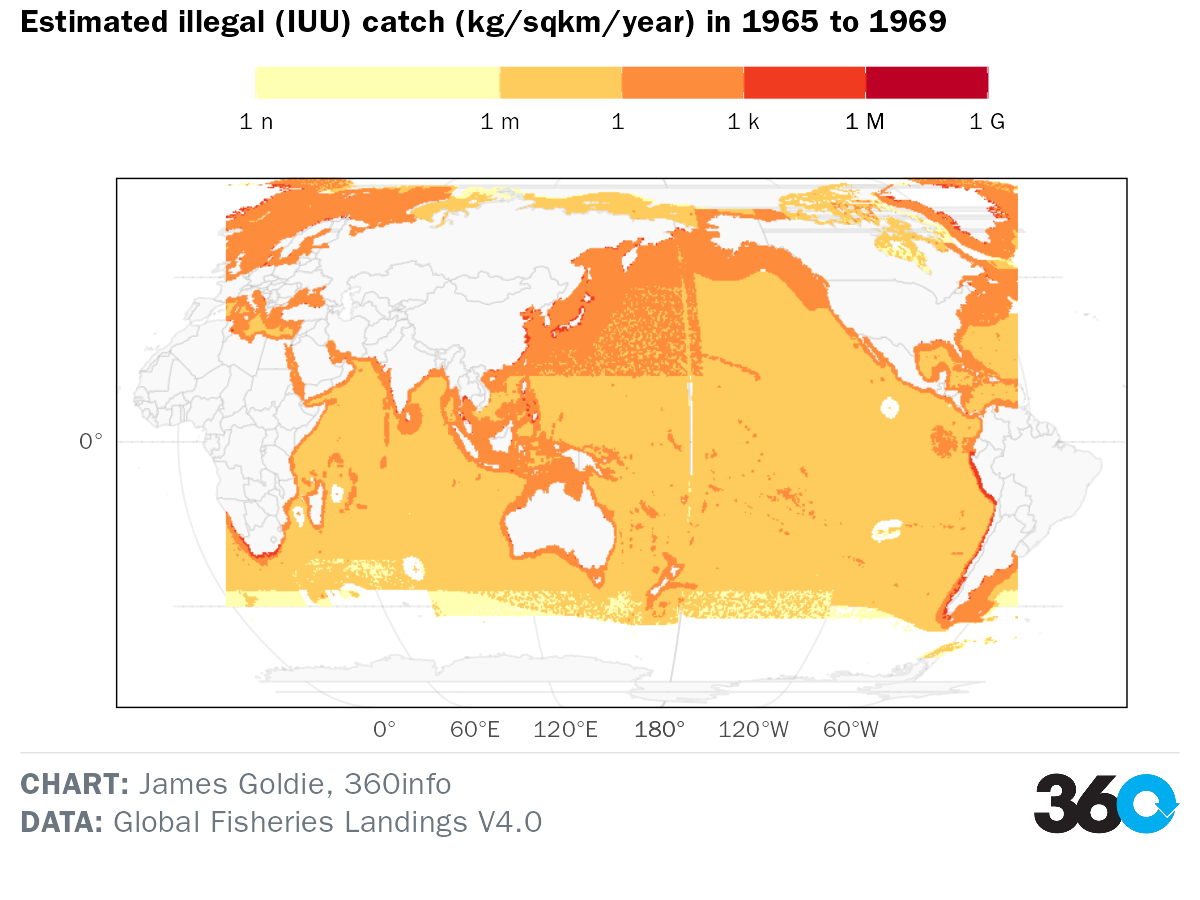 Estimated illegal (IUU) catch (kg/sqkm/year) in 1965 to 1969
1 n 1 m 1 1 k 1 M 1 G
0°
0° 60°E 120°E 180° 120°W 60°W
CHART: James Goldie, 360info
DATA: Global Fisheries Landings V4.0
360